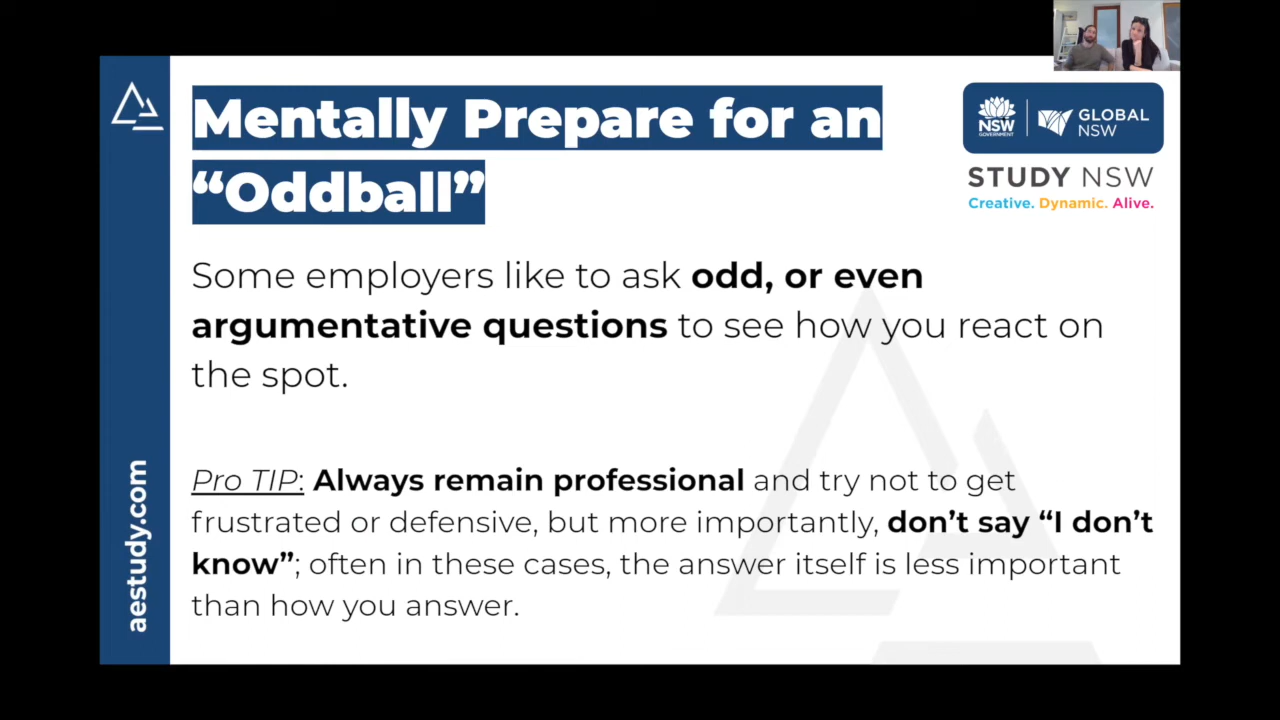 Mentally Prepare for an
“Oddball”
NSW
GOVERNMENT
GLOBAL
NSW
STUDY NSW
Creative. Dynamic. Alive.
Some employers like to ask odd, or even
argumentative questions to see how you react on
the spot.
Pro TIP: Always remain professional and try not to get
frustrated or defensive, but more importantly, don’t say “I don’t
know”; often in these cases, the answer itself is less important
than how you answer.
aestudy.com